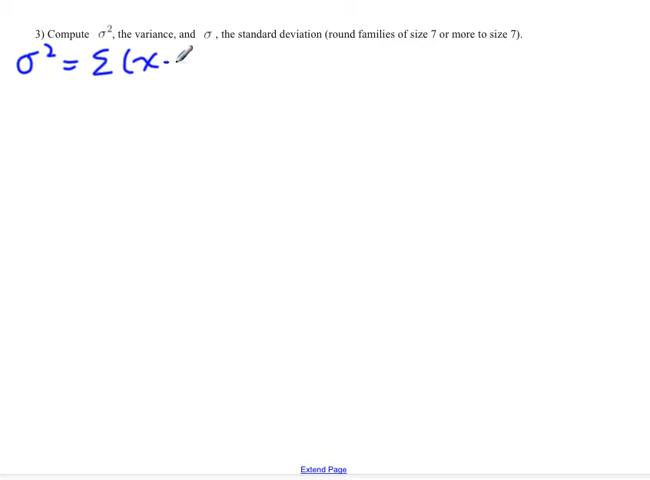 3) Compute σ², the variance, and σ, the standard deviation (round families of size 7 or more to size 7).
σ² = Σ (x -
Extend Page